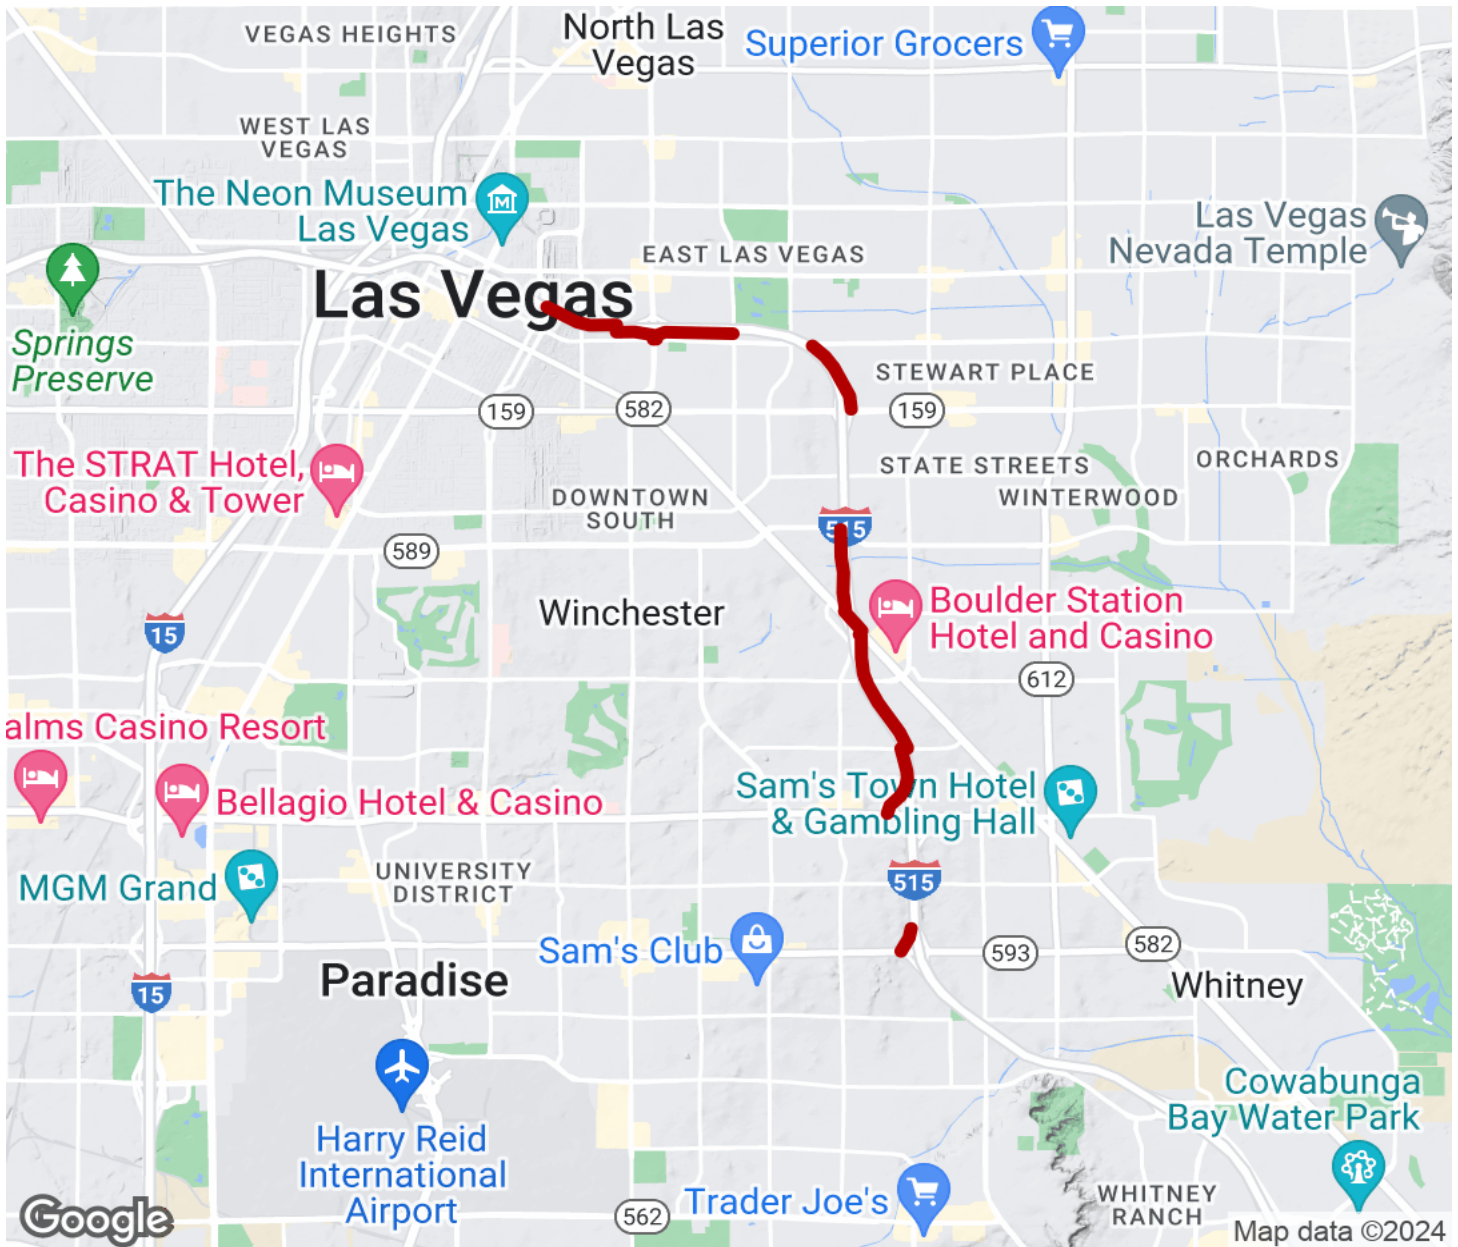 VEGAS HEIGHTS
North Las
Vegas
Superior Grocers
WEST LAS
VEGAS
The Neon Museum
Las Vegas
Las Vegas
Nevada Temple
EAST LAS VEGAS
Las Vegas
Springs
Preserve
STEWART PLACE
159
582
159
The STRAT Hotel,
Casino & Tower
STATE STREETS
ORCHARDS
WINTERWOOD
DOWNTOWN
SOUTH
515
589
Winchester
Boulder Station
Hotel and Casino
15
612
alms Casino Resort
Bellagio Hotel & Casino
Sam's Town Hotel
& Gambling Hall
MGM Grand
UNIVERSITY
DISTRICT
515
Sam's Club
593
582
Paradise
Whitney
15
Cowabunga
Bay Water Park
Harry Reid
International
Airport
562
Trader Joe's
WHITNEY
RANCH
Google
Map data ©2024